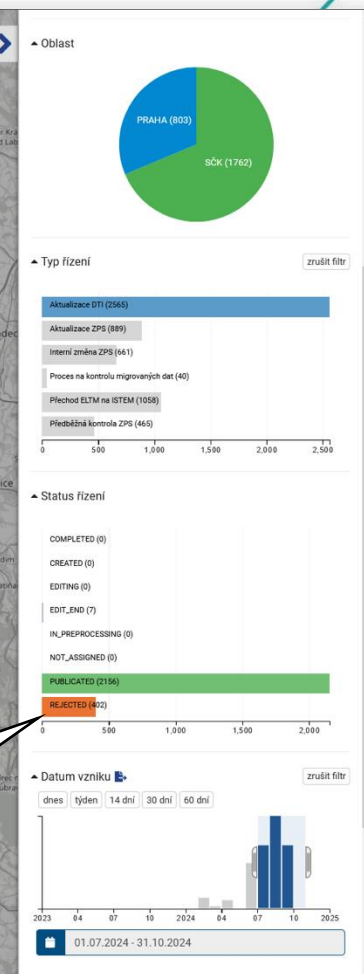 Oblast
PRAHA (803)
SČK (1762)
Typ řízení
zrušit filtr
Aktualizace DTI (2565)
Aktualizace ZPS (889)
Interní změna ZPS (661)
Proces na kontrolu migrovaných dat (40)
Přechod ELTM na ISTEM (1058)
Předběžná kontrola ZPS (465)
0 500 1,000 1,500 2,000 2,500
Status řízení
COMPLETED (0)
CREATED (0)
EDITING (0)
EDIT_END (7)
IN_PREPROCESSING (0)
NOT_ASSIGNED (0)
PUBLICATED (2156)
REJECTED (402)
0 500 1,000 1,500 2,000
Datum vzniku
zrušit filtr
dnes týden 14 dní 30 dní 60 dní
2023 04 07 10 2024 04 07 10 2025
01.07.2024 - 31.10.2024